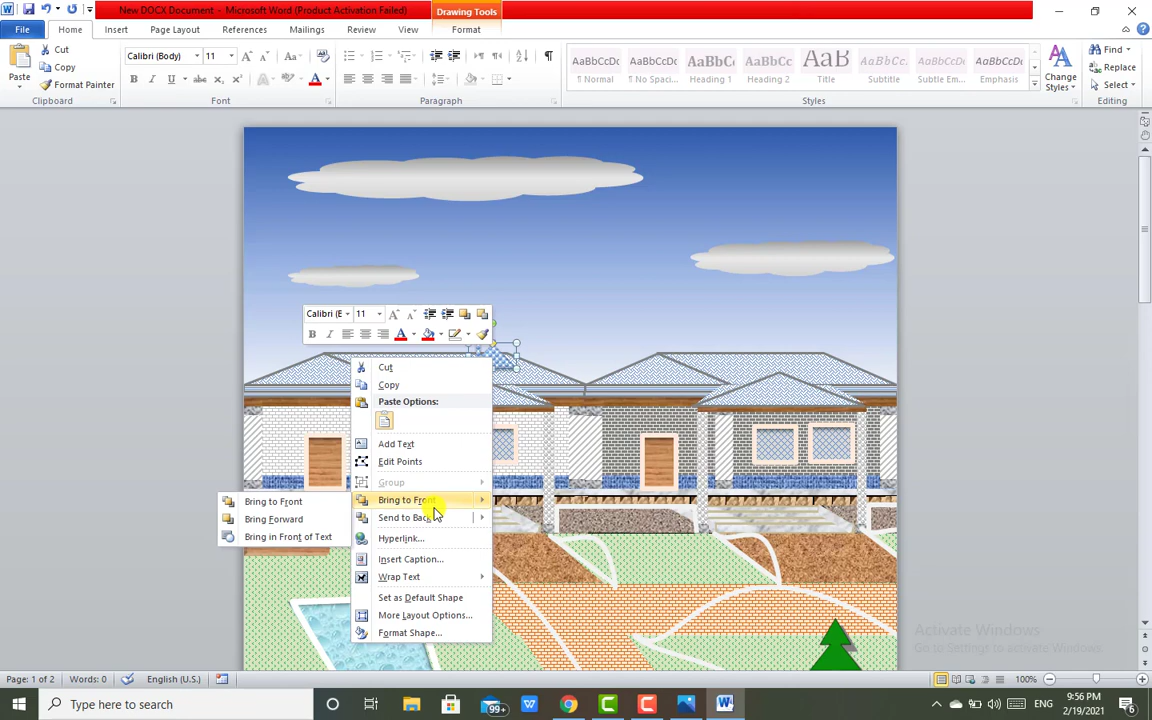 New DOCX Document - Microsoft Word (Product Activation Failed)
Drawing Tools
File Home Insert Page Layout References Mailings Review View Format
Paste
Cut
Copy
Format Painter
Clipboard
Calibri (Body) 11
Font
Paragraph
AaBbCcDc AaBbCcDc AaBbC AaBbCc AaB AaBbCc. AaBbCcDc AaBbCcDc
¶ Normal ¶ No Spaci... Heading 1 Heading 2 Title Subtitle Subtle Em... Emphasis
Change Styles
Styles
Find
Replace
Select
Editing
Calibri (E 11
Cut
Copy
Paste Options:
Add Text
Edit Points
Group
Bring to Front
Send to Back
Hyperlink...
Insert Caption...
Wrap Text
Set as Default Shape
More Layout Options...
Format Shape...
Bring to Front
Bring Forward
Bring in Front of Text
Activate Windows
Go to Settings to activate Windows.
Page: 1 of 2 Words: 0 English (U.S.) 100%
Type here to search
99+
ENG
9:56 PM
2/19/2021
6